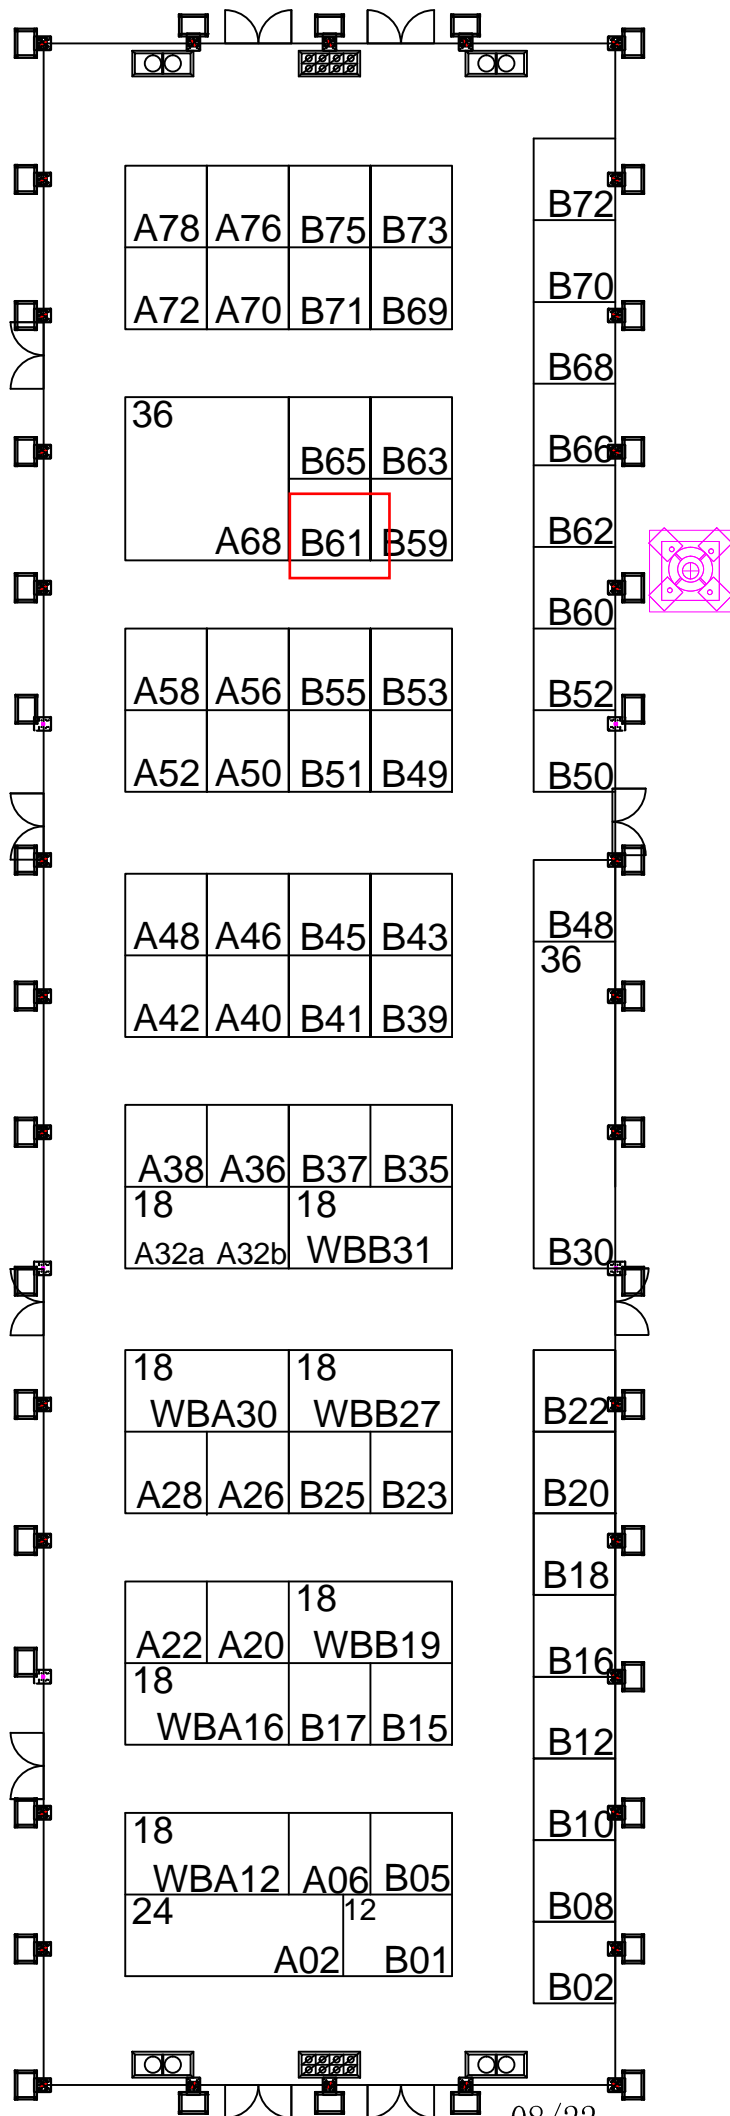 B72
A78 A76 B75 B73
B70
A72 A70 B71 B69
B68
36
B66
B65 B63
B62
A68 B61 B59
B60
A58 A56 B55 B53
B52
A52 A50 B51 B49
B50
A48 A46 B45 B43
B48
36
A42 A40 B41 B39
A38 A36 B37 B35
18 18
A32a A32b WBB31
B30
18 18
WBA30 WBB27
B22
A28 A26 B25 B23
B20
B18
18
A22 A20 WBB19
B16
18
WBA16 B17 B15
B12
18
B10
WBA12 A06 B05
24 12
B08
A02 B01
B02
08/22